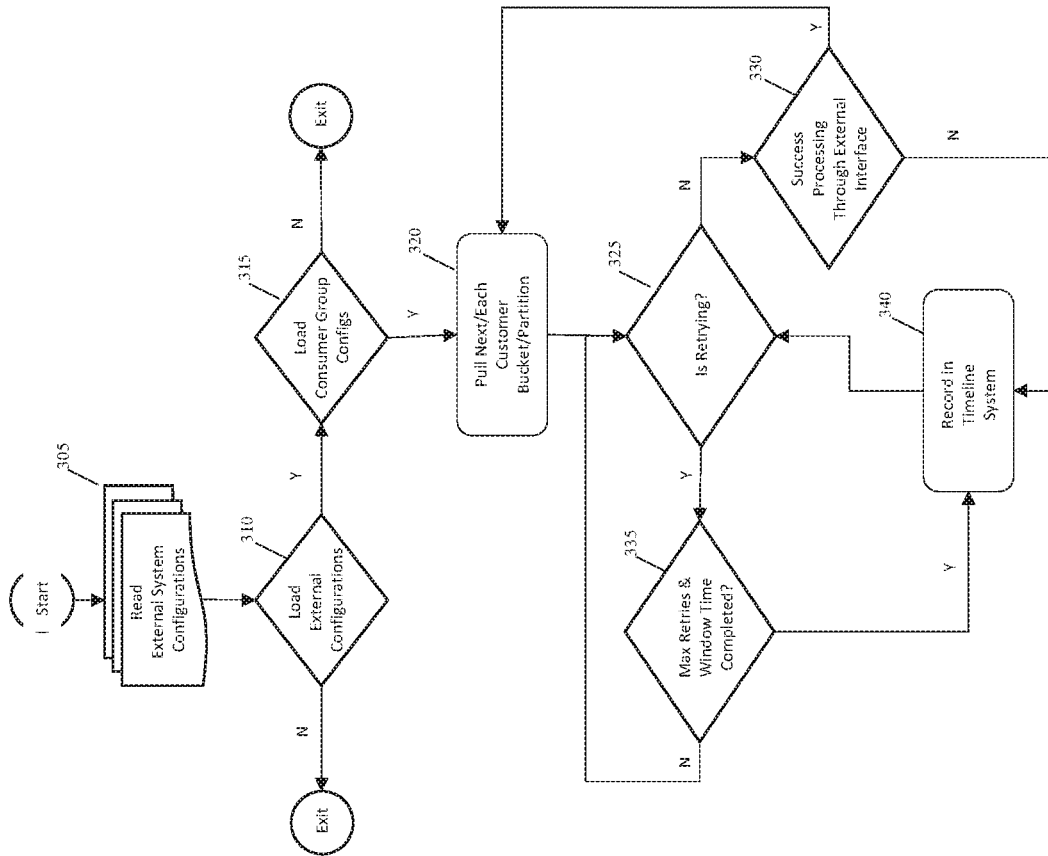 Start
305
Read
External System
Configurations
310
Load
External
Configurations
N
Exit
Y
315
Load
Consumer Group
Configs
N
Exit
Y
320
Pull Next/Each
Customer
Bucket/Partition
325
Is Retrying?
N
330
Success
Processing
Through External
Interface
Y
N
Y
335
Max Retries &
Window Time
Completed?
N
Y
340
Record in
Timeline
System